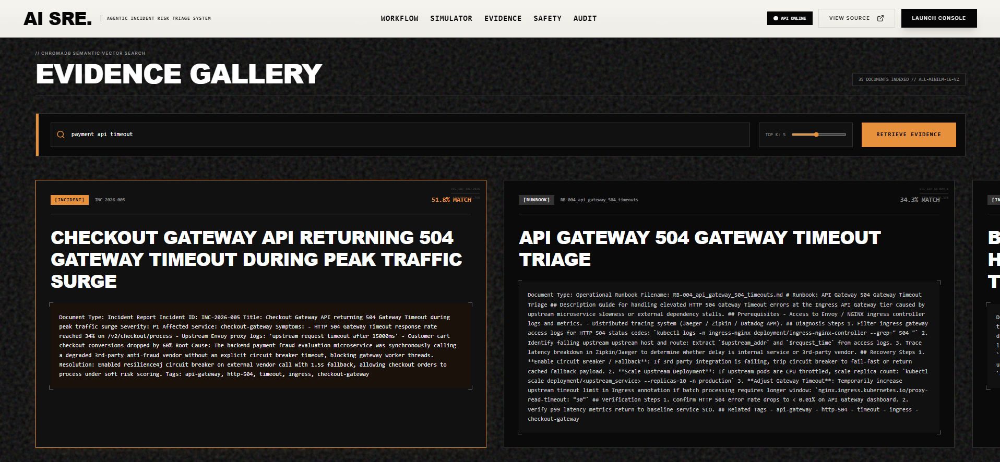 AI SRE.
AGENTIC INCIDENT RISK TRIAGE SYSTEM
WORKFLOW SIMULATOR EVIDENCE SAFETY AUDIT
API ONLINE
VIEW SOURCE
LAUNCH CONSOLE
// CHROMADB SEMANTIC VECTOR SEARCH
EVIDENCE GALLERY
35 DOCUMENTS INDEXED // ALL-MINILM-L6-V2
payment api timeout
TOP K: 5
RETRIEVE EVIDENCE
[INCIDENT] INC-2026-005
51.8% MATCH
CHECKOUT GATEWAY API RETURNING 504
GATEWAY TIMEOUT DURING PEAK TRAFFIC
SURGE
Document Type: Incident Report Incident ID: INC-2026-005 Title: Checkout Gateway API returning 504 Gateway Timeout during
peak traffic surge Severity: P1 Affected Service: checkout-gateway Symptoms: - HTTP 504 Gateway Timeout response rate
reached 34% on /v2/checkout/process - Upstream Envoy proxy logs: 'upstream request timeout after 15000ms' - Customer cart
checkout conversions dropped by 60% Root Cause: The backend payment fraud evaluation microservice was synchronously calling
a degraded 3rd-party anti-fraud vendor without an explicit circuit breaker timeout, blocking gateway worker threads.
Resolution: Enabled resilience4j circuit breaker on external vendor call with 1.5s fallback, allowing checkout orders to
process under soft risk scoring. Tags: api-gateway, http-504, timeout, ingress, checkout-gateway
[RUNBOOK] RB-004_api_gateway_504_timeouts
34.3% MATCH
API GATEWAY 504 GATEWAY TIMEOUT
TRIAGE
Document Type: Operational Runbook Filename: RB-004_api_gateway_504_timeouts.md # Runbook: API Gateway 504 Gateway Timeout
Triage ## Description Guide for handling elevated HTTP 504 Gateway Timeout errors at the Ingress API Gateway tier caused by
upstream microservice slowness or external dependency stalls. ## Prerequisites - Access to Envoy / NGINX ingress controller
logs and metrics. - Distributed tracing system (Jaeger / Zipkin / Datadog APM). ## Diagnosis Steps 1. Filter ingress gateway
access logs for HTTP 504 status codes: `kubectl logs -n ingress-nginx deployment/ingress-nginx-controller --grep=" 504 "` 2.
Identify failing upstream upstream host and route: Extract `$upstream_addr` and `$request_time` from access logs. 3. Trace
latency breakdown in Zipkin/Jaeger to determine whether delay is internal service or 3rd-party vendor. ## Recovery Steps 1.
**Enable Circuit Breaker / Fallback**: If 3rd party integration is failing, trip circuit breaker to fail-fast or return
cached fallback payload. 2. **Scale Upstream Deployment**: If upstream pods are CPU throttled, scale replica count: `kubectl
scale deployment/<upstream_service> --replicas=10 -n production` 3. **Adjust Gateway Timeout**: Temporarily increase
upstream timeout limit in Ingress annotation if batch processing requires longer window: `nginx.ingress.kubernetes.io/proxy-
read-timeout: "30"` ## Verification Steps 1. Confirm HTTP 504 error rate drops to < 0.01% on API Gateway dashboard. 2.
Verify p99 latency metrics return to baseline service SLO. ## Related Tags - api-gateway - http-504 - timeout - ingress -
checkout-gateway